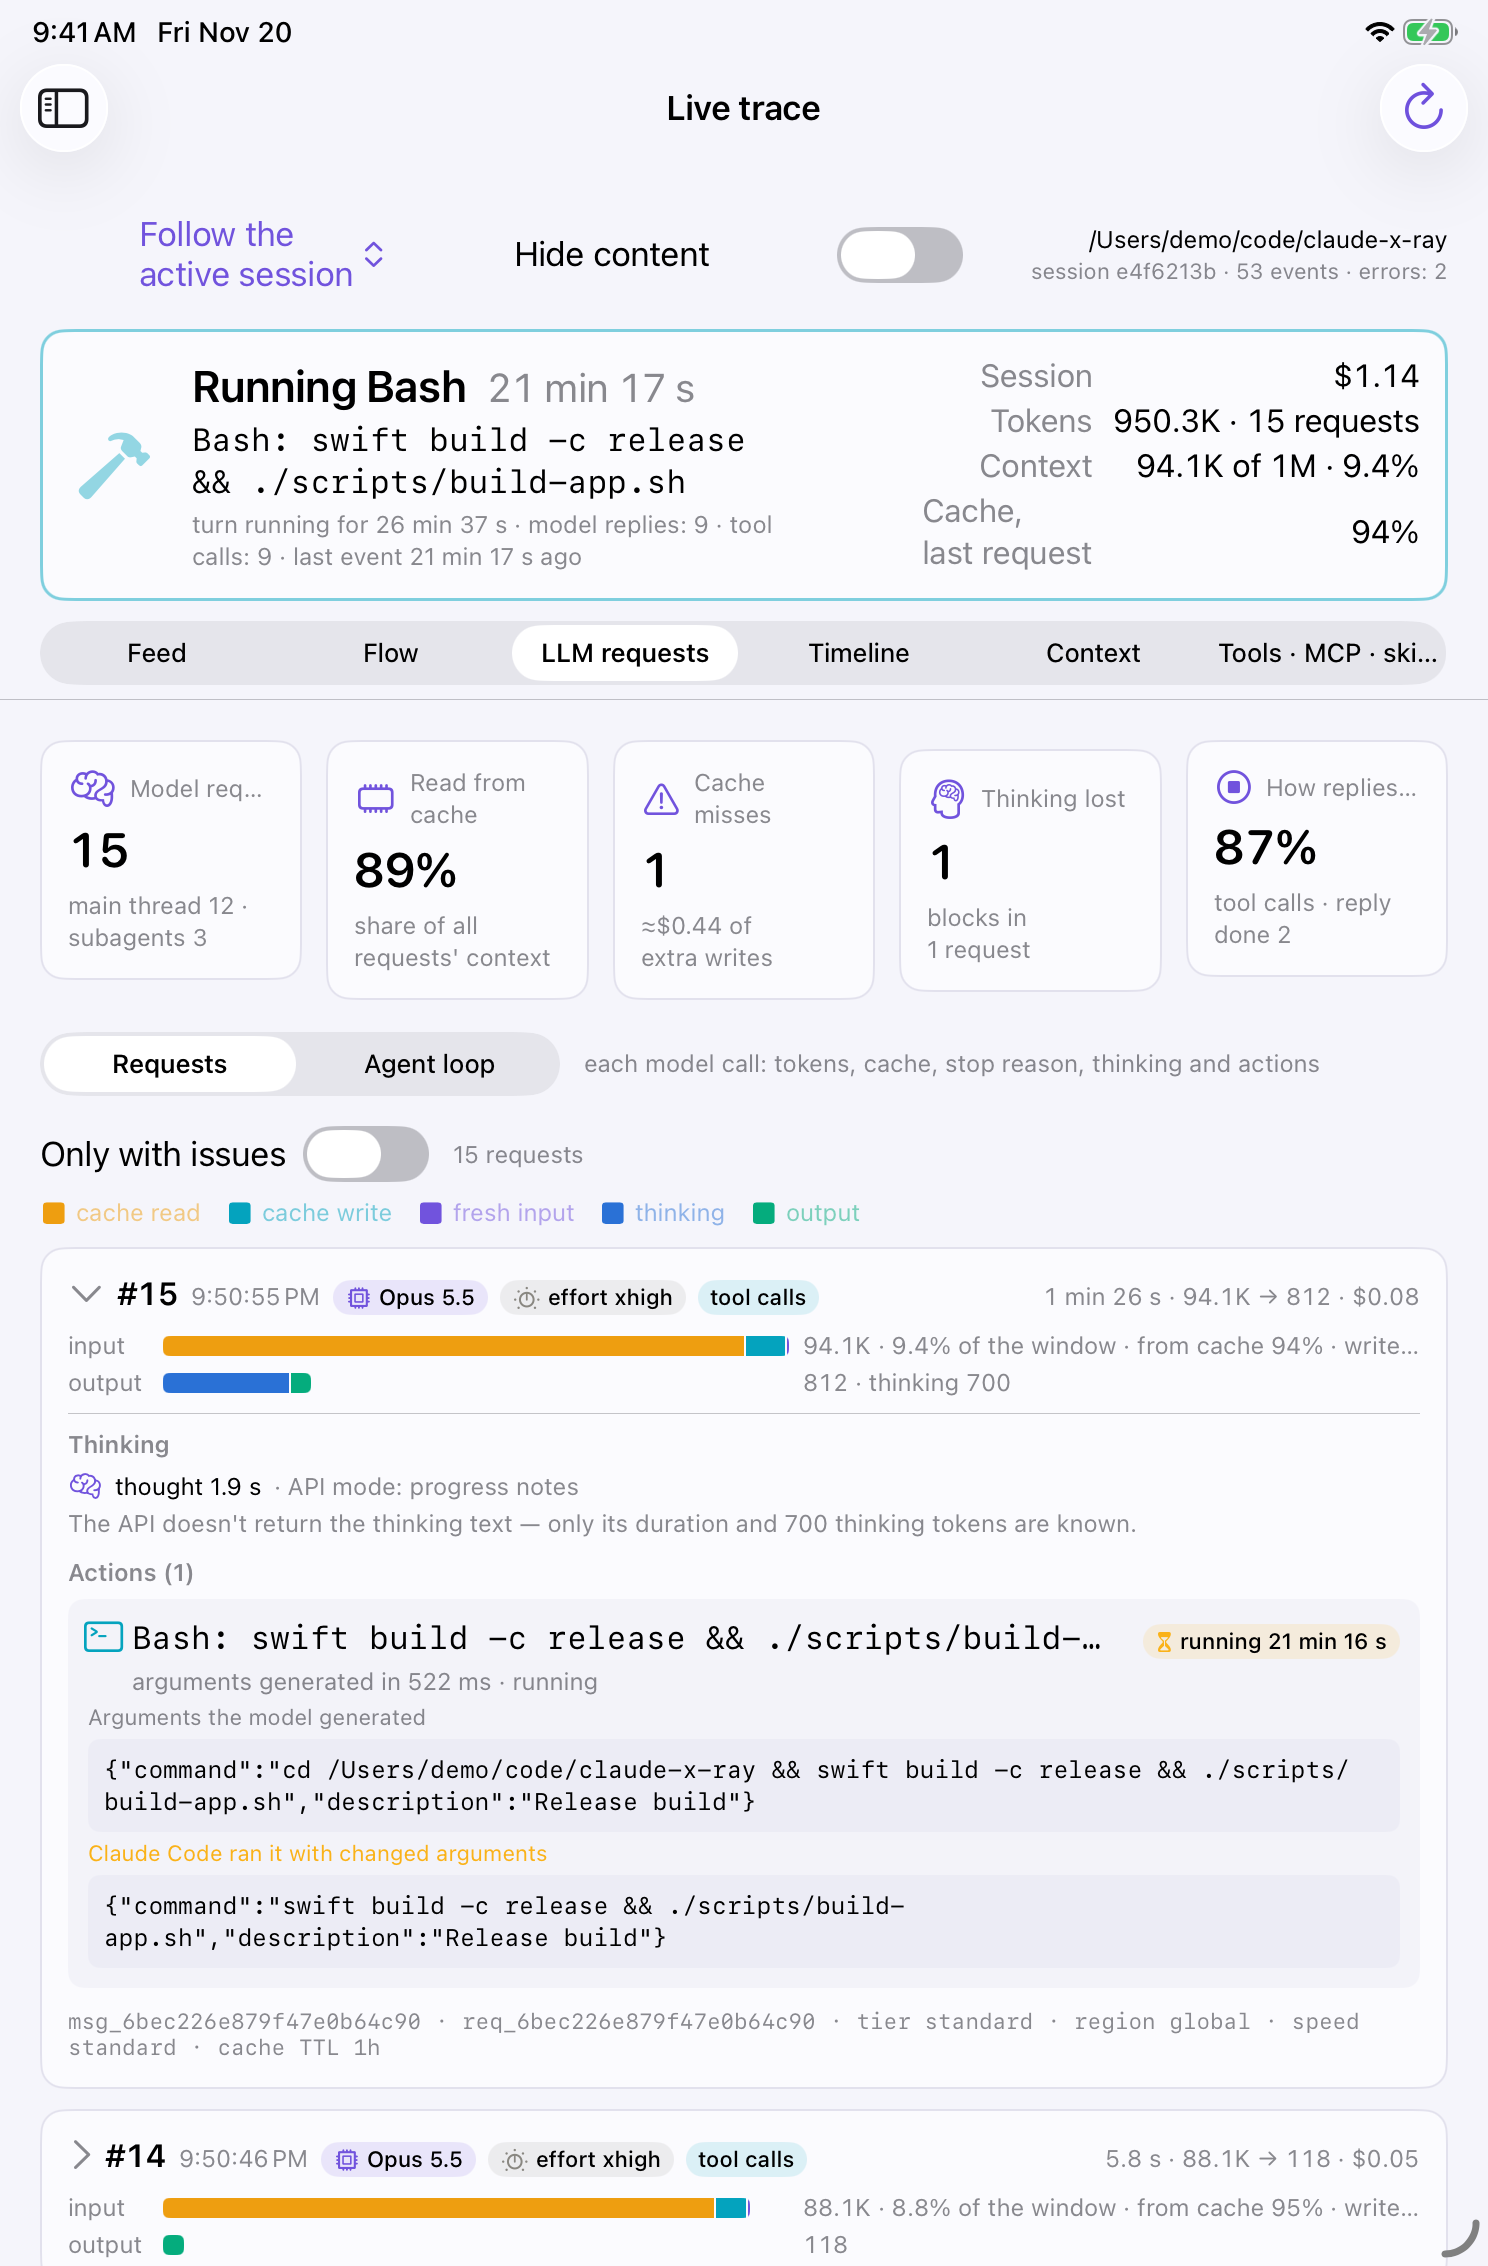 9:41 AM Fri Nov 20
Live trace
Follow the
active session
Hide content
/Users/demo/code/claude-x-ray
session e4f6213b · 53 events · errors: 2
Running Bash 21 min 17 s
Bash: swift build -c release
&& ./scripts/build-app.sh
turn running for 26 min 37 s · model replies: 9 · tool
calls: 9 · last event 21 min 17 s ago
Session $1.14
Tokens 950.3K · 15 requests
Context 94.1K of 1M · 9.4%
Cache,
last request 94%
Feed Flow LLM requests Timeline Context Tools · MCP · ski...
Model req...
15
main thread 12 ·
subagents 3
Read from
cache
89%
share of all
requests' context
Cache
misses
1
≈$0.44 of
extra writes
Thinking lost
1
blocks in
1 request
How replies...
87%
tool calls · reply
done 2
Requests Agent loop each model call: tokens, cache, stop reason, thinking and actions
Only with issues 15 requests
cache read cache write fresh input thinking output
#15 9:50:55 PM Opus 5.5 effort xhigh tool calls 1 min 26 s · 94.1K → 812 · $0.08
input 94.1K · 9.4% of the window · from cache 94% · write...
output 812 · thinking 700
Thinking
thought 1.9 s · API mode: progress notes
The API doesn't return the thinking text — only its duration and 700 thinking tokens are known.
Actions (1)
Bash: swift build -c release && ./scripts/build-... running 21 min 16 s
arguments generated in 522 ms · running
Arguments the model generated
{"command":"cd /Users/demo/code/claude-x-ray && swift build -c release && ./scripts/
build-app.sh","description":"Release build"}
Claude Code ran it with changed arguments
{"command":"swift build -c release && ./scripts/build-
app.sh","description":"Release build"}
msg_6bec226e879f47e0b64c90 · req_6bec226e879f47e0b64c90 · tier standard · region global · speed
standard · cache TTL 1h
#14 9:50:46 PM Opus 5.5 effort xhigh tool calls 5.8 s · 88.1K → 118 · $0.05
input 88.1K · 8.8% of the window · from cache 95% · write...
output 118